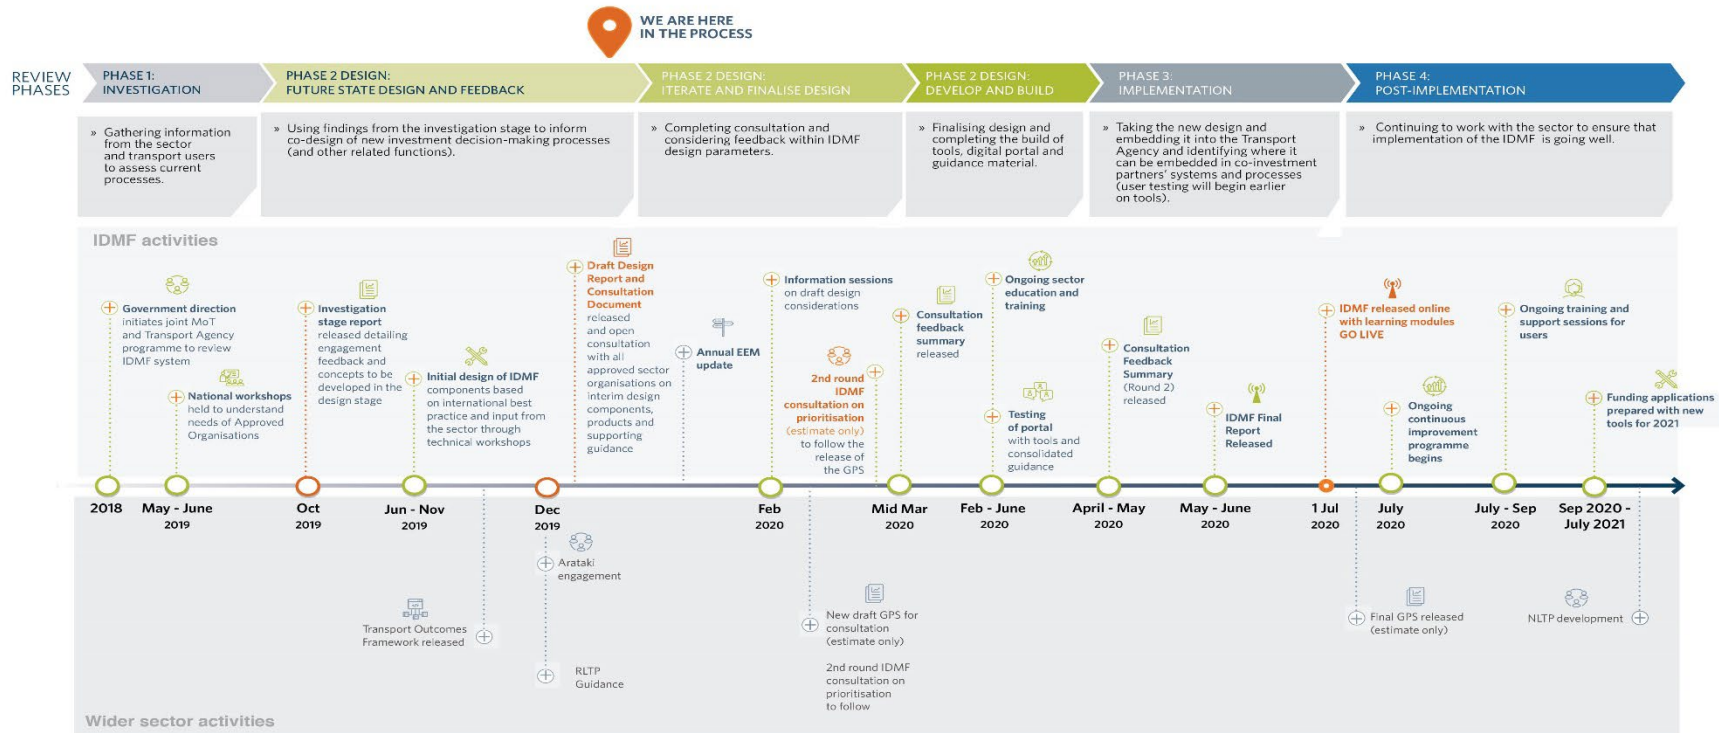 WE ARE HERE
IN THE PROCESS
REVIEW
PHASES
PHASE 1:
INVESTIGATION
PHASE 2 DESIGN:
FUTURE STATE DESIGN AND FEEDBACK
PHASE 2 DESIGN:
ITERATE AND FINALISE DESIGN
PHASE 2 DESIGN:
DEVELOP AND BUILD
PHASE 3:
IMPLEMENTATION
PHASE 4:
POST-IMPLEMENTATION
» Gathering information
from the sector
and transport users
to assess current
processes.
» Using findings from the investigation stage to inform
co-design of new investment decision-making processes
(and other related functions).
» Completing consultation and
considering feedback within IDMF
design parameters.
» Finalising design and
completing the build of
tools, digital portal and
guidance material.
» Taking the new design and
embedding it into the Transport
Agency and identifying where it
can be embedded in co-investment
partners' systems and processes
(user testing will begin earlier
on tools).
» Continuing to work with the sector to ensure that
implementation of the IDMF is going well.
IDMF activities
Government direction
initiates joint MoT
and Transport Agency
programme to review
IDMF system
National workshops
held to understand
needs of Approved
Organisations
Investigation
stage report
released detailing
engagement
feedback and
concepts to be
developed in the
design stage
Initial design of IDMF
components based
on international best
practice and input from
the sector through
technical workshops
Draft Design
Report and
Consultation
Document
released
and open
consultation
with all
approved sector
organisations on
interim design
components,
products and
supporting
guidance
Annual EEM
update
Information sessions
on draft design
considerations
2nd round
IDMF
consultation on
prioritisation
(estimate only)
to follow the
release of
the GPS
Consultation
feedback
summary
released
Ongoing sector
education and
training
Testing
of portal
with tools and
consolidated
guidance
Consultation
Feedback
Summary
(Round 2)
released
IDMF Final
Report
Released
IDMF released online
with learning modules
GO LIVE
Ongoing
continuous
improvement
programme
begins
Ongoing training and
support sessions for
users
Funding applications
prepared with new
tools for 2021
2018
May - June
2019
Oct
2019
Jun - Nov
2019
Dec
2019
Feb
2020
Mid Mar
2020
Feb - June
2020
April - May
2020
May - June
2020
1 Jul
2020
July
2020
July - Sep
2020
Sep 2020 -
July 2021
Transport Outcomes
Framework released
Arataki
engagement
RLTP
Guidance
New draft GPS for
consultation
(estimate only)
2nd round IDMF
consultation on
prioritisation
to follow
Final GPS released
(estimate only)
NLTP development
Wider sector activities